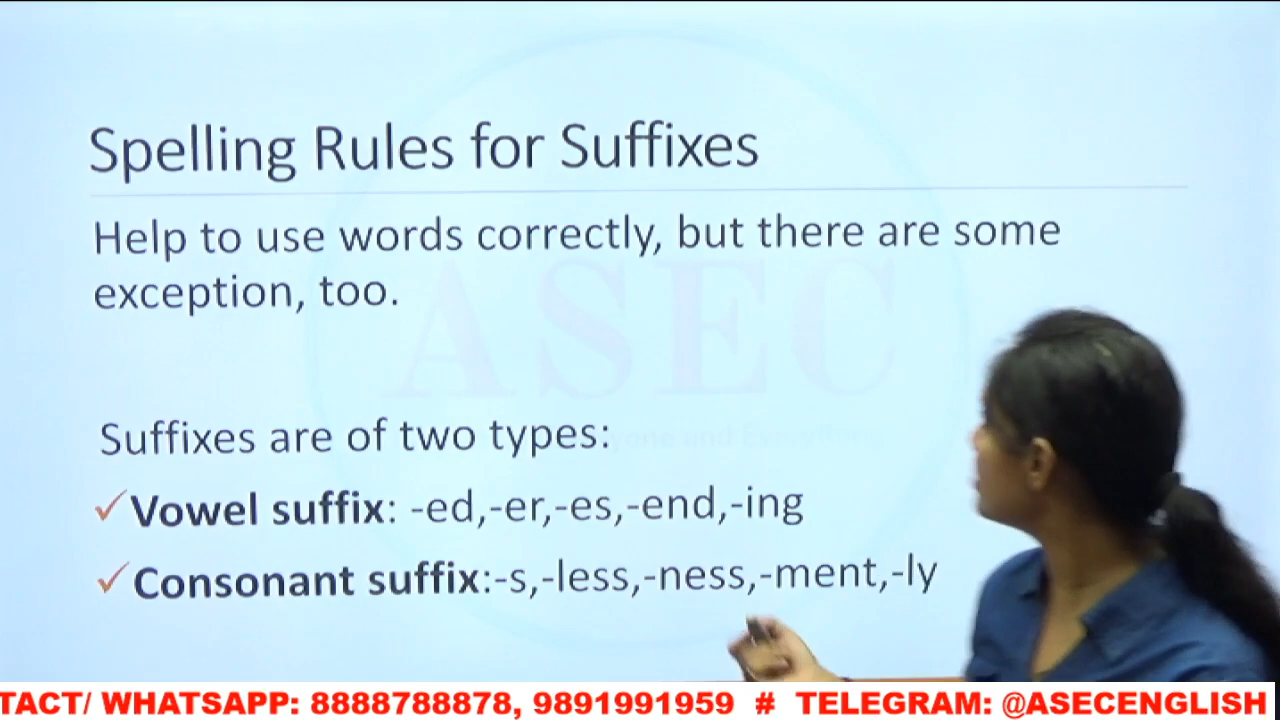 Spelling Rules for Suffixes
Help to use words correctly, but there are some
exception, too.
ASEC
Suffixes are of two types:
✓Vowel suffix: -ed,-er,-es,-end,-ing
✓Consonant suffix:-s,-less,-ness,-ment,-ly
TACT/ WHATSAPP: 8888788878, 9891991959 # TELEGRAM: @ASECENGLISH